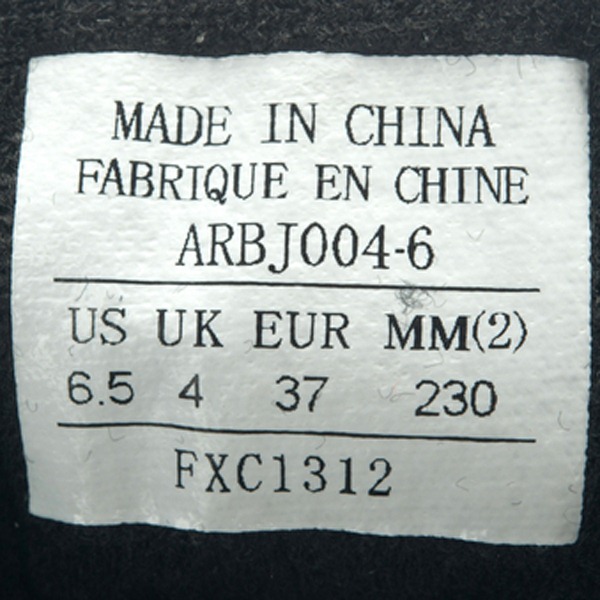 MADE IN CHINA
FABRIQUE EN CHINE
ARBJ004-6
US UK EUR MM(2)
6.5 4 37 230
FXC1312